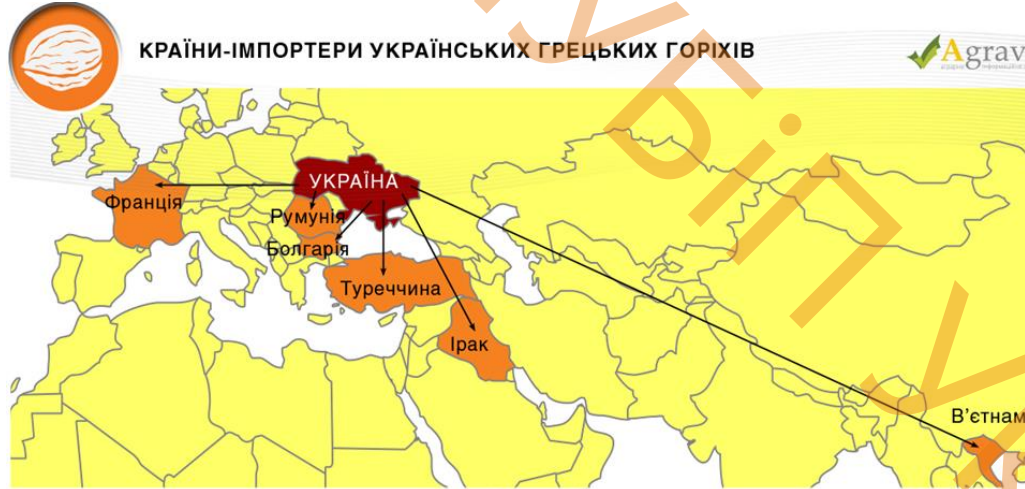 КРАЇНИ-ІМПОРТЕРИ УКРАЇНСЬКИХ ГРЕЦЬКИХ ГОРІХІВ
Agrav
УКРАЇНА
Франція
Румунія
Болгарія
Туреччина
Ірак
В'єтнам